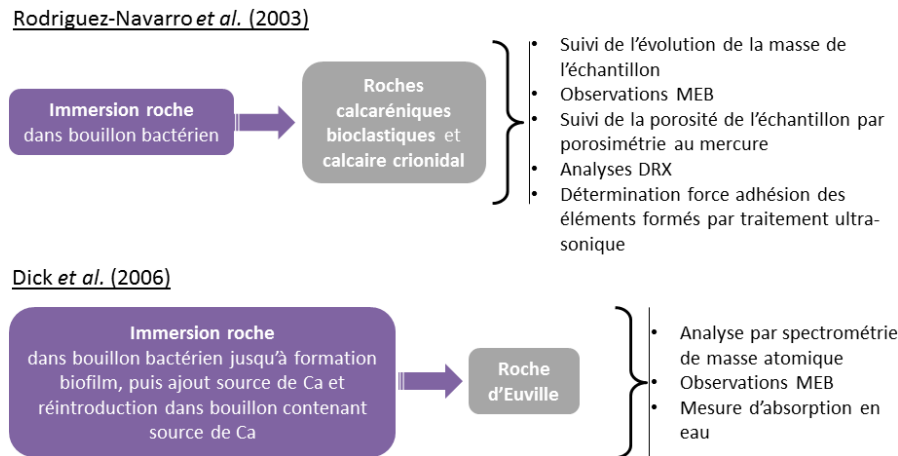 Rodriguez-Navarro et al. (2003)
Immersion roche
dans bouillon bactérien
Roches
calcaréniques
bioclastiques et
calcaire crionidal
• Suivi de l'évolution de la masse de
l'échantillon
• Observations MEB
• Suivi de la porosité de l'échantillon par
porosimétrie au mercure
• Analyses DRX
• Détermination force adhésion des
éléments formés par traitement ultra-
sonique
Dick et al. (2006)
Immersion roche
dans bouillon bactérien jusqu'à formation
biofilm, puis ajout source de Ca et
réintroduction dans bouillon contenant
source de Ca
Roche
d'Euville
• Analyse par spectrométrie
de masse atomique
• Observations MEB
• Mesure d'absorption en
eau